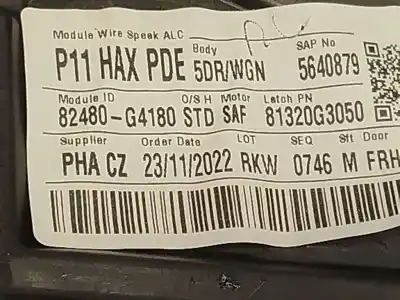 Module Wire Speek ALC Body SAP No
P11 HAX PDE 5DR/WGN 5640879
Module ID O/S H Motor Latch PN
82480-G4180 STD SAF 81320G3050
Supplier Order Date LOT SEQ Sft Door
PHA CZ 23/11/2022 RKW 0746 M FRH